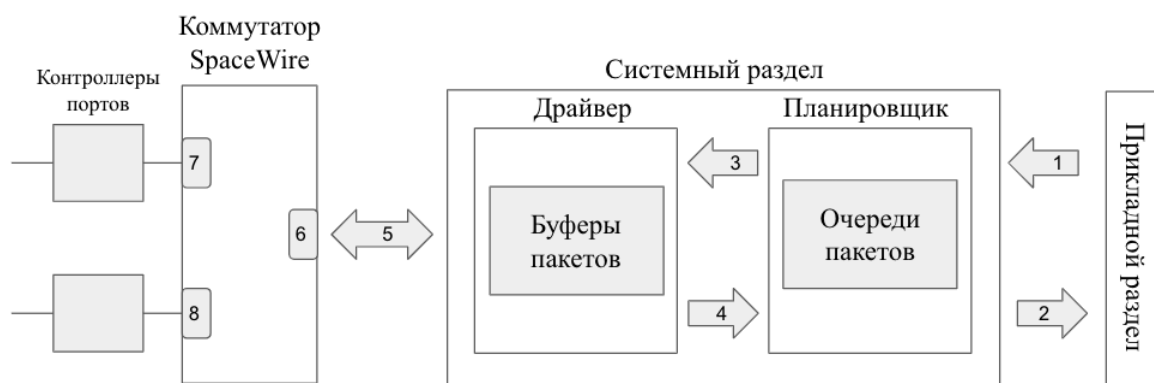 Коммутатор
SpaceWire
Контроллеры
портов
7
6
8
5
Системный раздел
Драйвер
Планировщик
3
1
Буферы
пакетов
Очереди
пакетов
4
2
Прикладной раздел